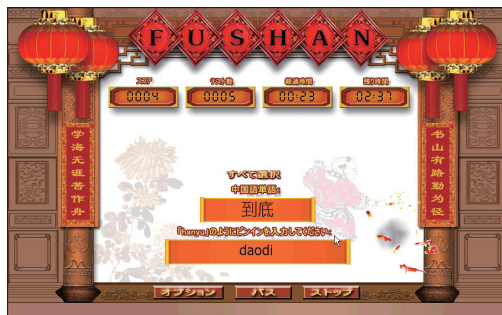 FUSHAN
スコア テスト数: 経過時間: 残り時間:
0004 0005 00:23 02:37
书山有路勤为径
学海无涯苦作舟
すべて選択
中国語単語:
到底
「hanyu」のようにピンインを入力してください:
daodi
オプション パス ストップ